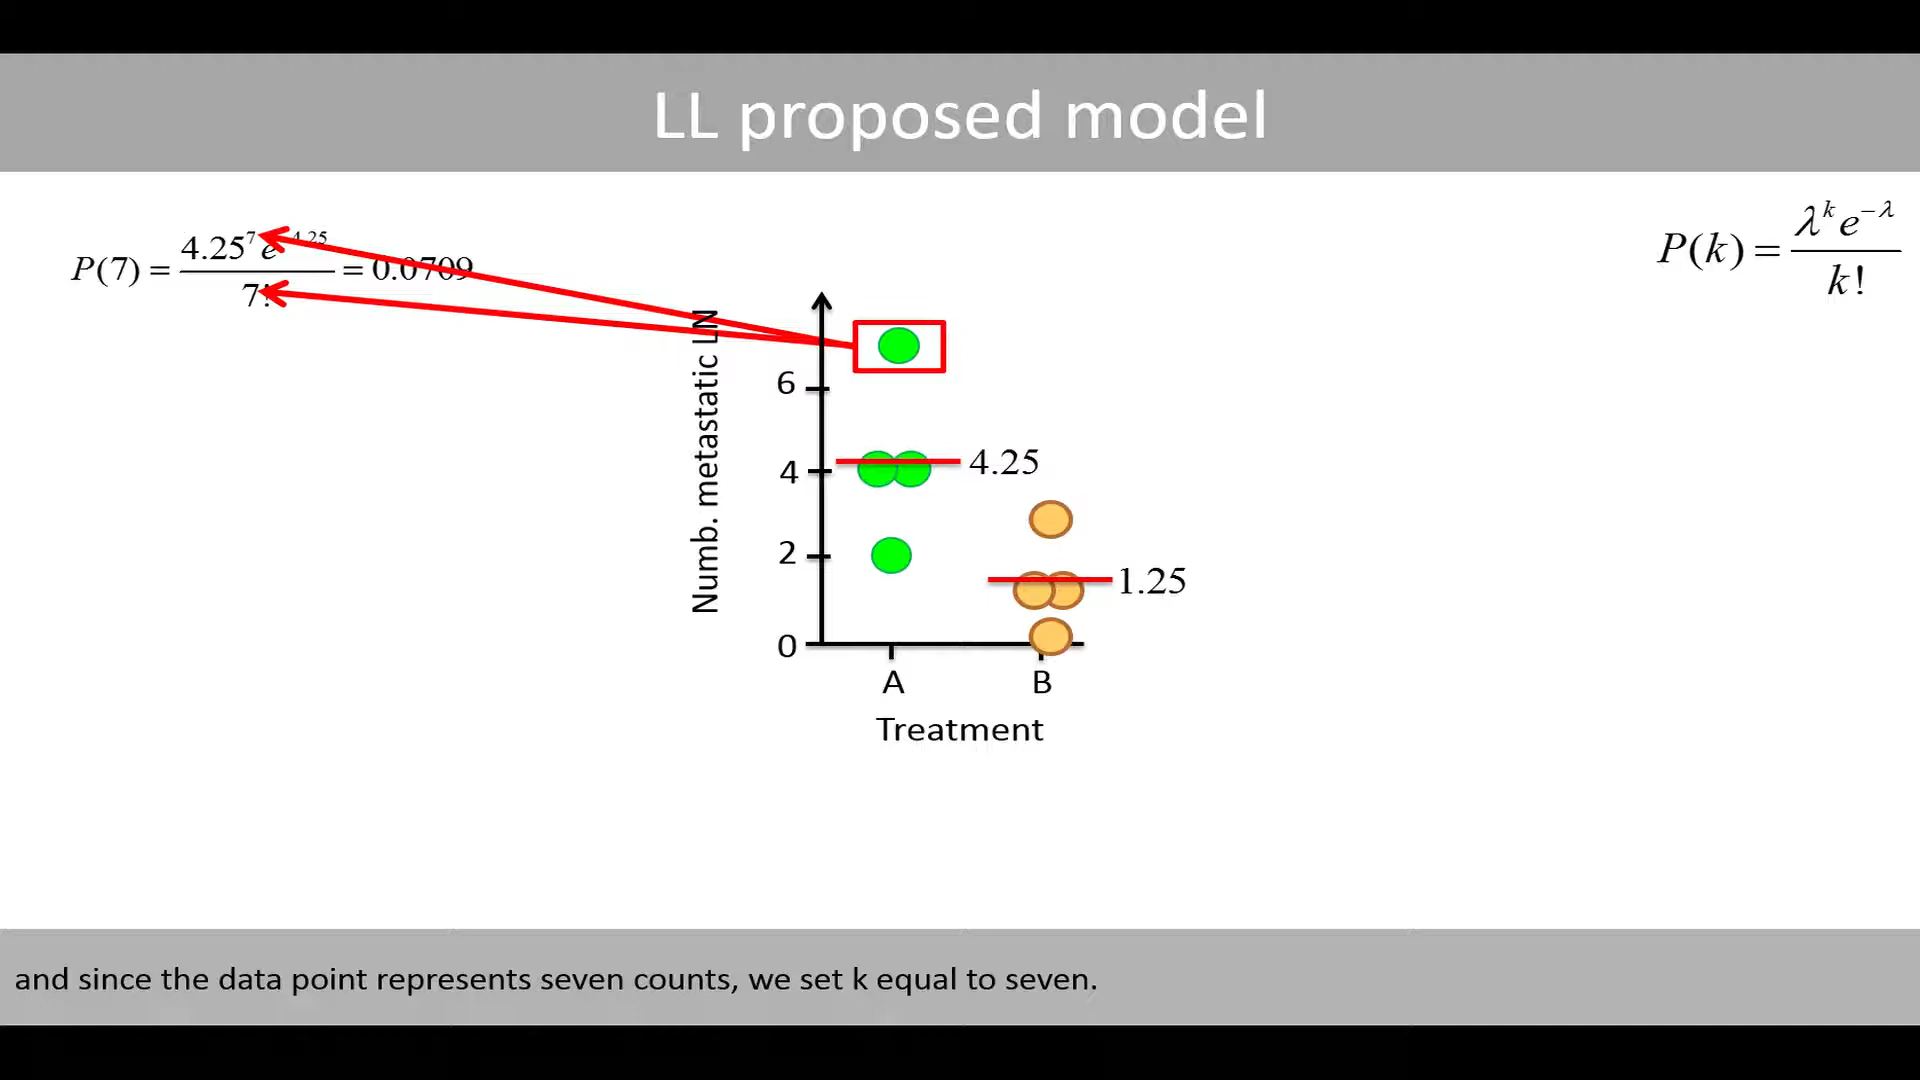 LL proposed model
P(7) = 4.25⁷e⁻⁴·²⁵ / 7! = 0.0709
P(k) = λᵏe⁻λ / k!
Numb. metastatic LN
6
4
2
0
4.25
1.25
A B
Treatment
and since the data point represents seven counts, we set k equal to seven.